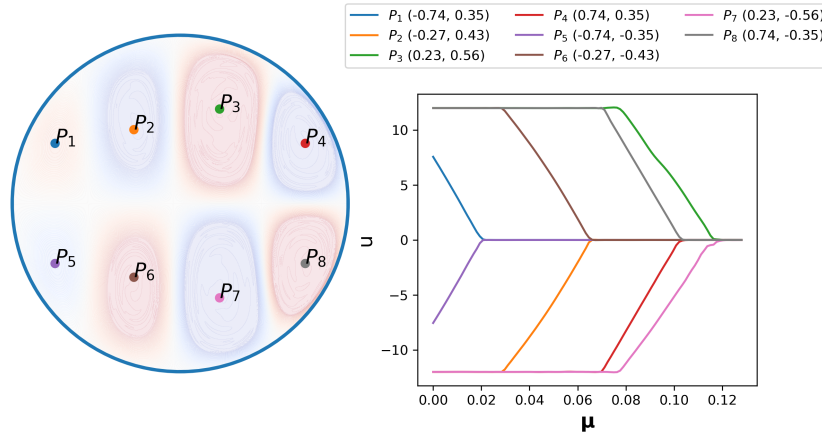 P1 (-0.74, 0.35)
P2 (-0.27, 0.43)
P3 (0.23, 0.56)
P4 (0.74, 0.35)
P5 (-0.74, -0.35)
P6 (-0.27, -0.43)
P7 (0.23, -0.56)
P8 (0.74, -0.35)
P1
P2
P3
P4
P5
P6
P7
P8
u
10
5
0
−5
−10
0.00 0.02 0.04 0.06 0.08 0.10 0.12
μ